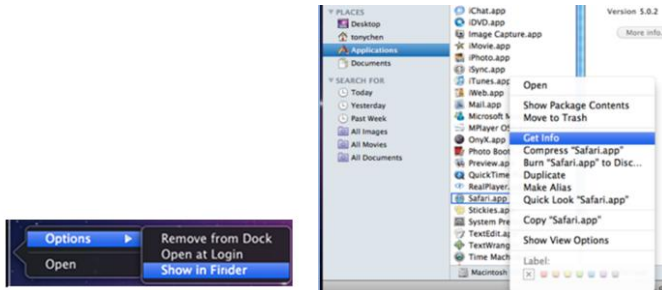 ▼ PLACES
Desktop
tonychen
Applications
Documents
▼ SEARCH FOR
Today
Yesterday
Past Week
All Images
All Movies
All Documents
iChat.app
iDVD.app
Image Capture.app
iMovie.app
iPhoto.app
iSync.app
iTunes.app
iWeb.app
Mail.app
Microsoft M
MPlayer OS
OnyX.app
Photo Boot
Preview.ap
QuickTime
RealPlayer.
Safari.app
Stickies.ap
System Pre
TextEdit.a
TextWrang
Time Mach
Macintosh
Version 5.0.2
More info.
Open
Show Package Contents
Move to Trash
Get Info
Compress "Safari.app"
Burn "Safari.app" to Disc...
Duplicate
Make Alias
Quick Look "Safari.app"
Copy "Safari.app"
Show View Options
Label:
Options ▶
Open
Remove from Dock
Open at Login
Show in Finder